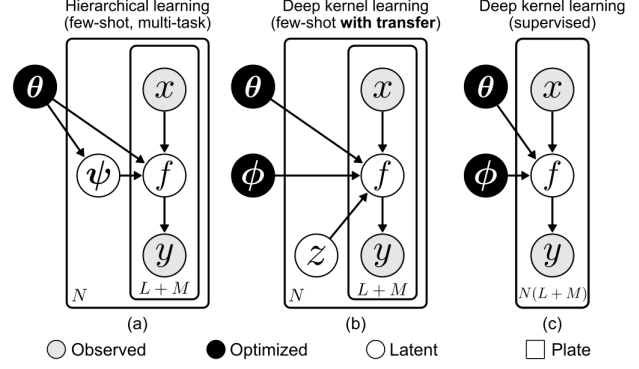 Hierarchical learning
(few-shot, multi-task)
θ
x
ψ
f
y
N
L + M
(a)
Deep kernel learning
(few-shot with transfer)
θ
x
ϕ
f
z
y
N
L + M
(b)
Deep kernel learning
(supervised)
θ
x
ϕ
f
y
N(L + M)
(c)
Observed
Optimized
Latent
Plate